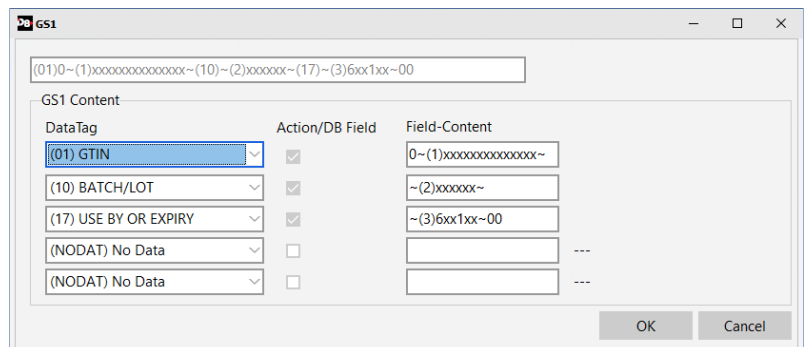 DB GS1
(01)0~(1)xxxxxxxxxxxxxx~(10)~(2)xxxxxx~(17)~(3)6xx1xx~00
GS1 Content
DataTag Action/DB Field Field-Content
(01) GTIN 0~(1)xxxxxxxxxxxxxx~
(10) BATCH/LOT ~(2)xxxxxx~
(17) USE BY OR EXPIRY ~(3)6xx1xx~00
(NODAT) No Data ---
(NODAT) No Data ---
OK Cancel